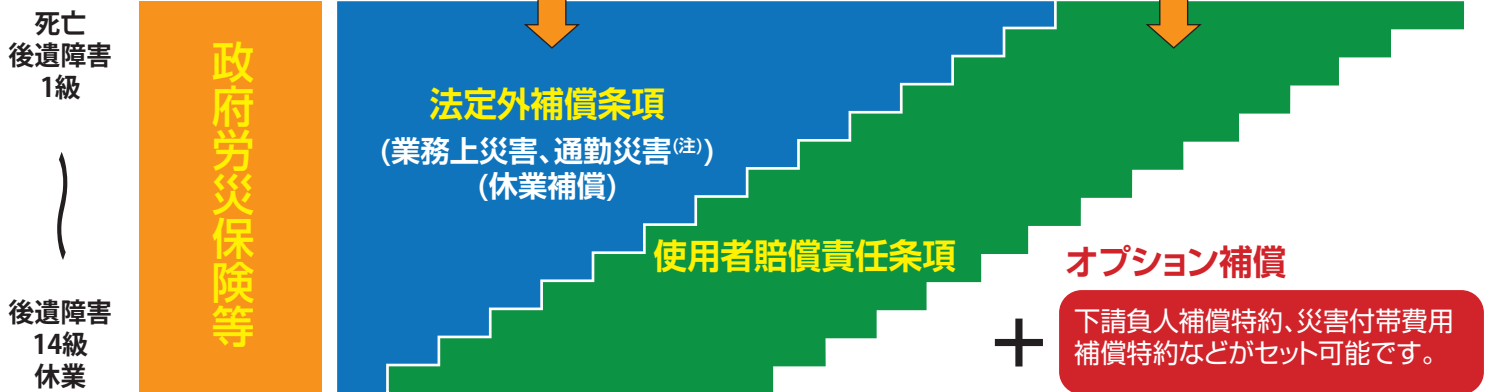 死亡
後遺障害
1級
後遺障害
14級
休業
政府労災保険等
法定外補償条項
(業務上災害、通勤災害(注))
(休業補償)
使用者賠償責任条項
オプション補償
+
下請負人補償特約、災害付帯費用
補償特約などがセット可能です。